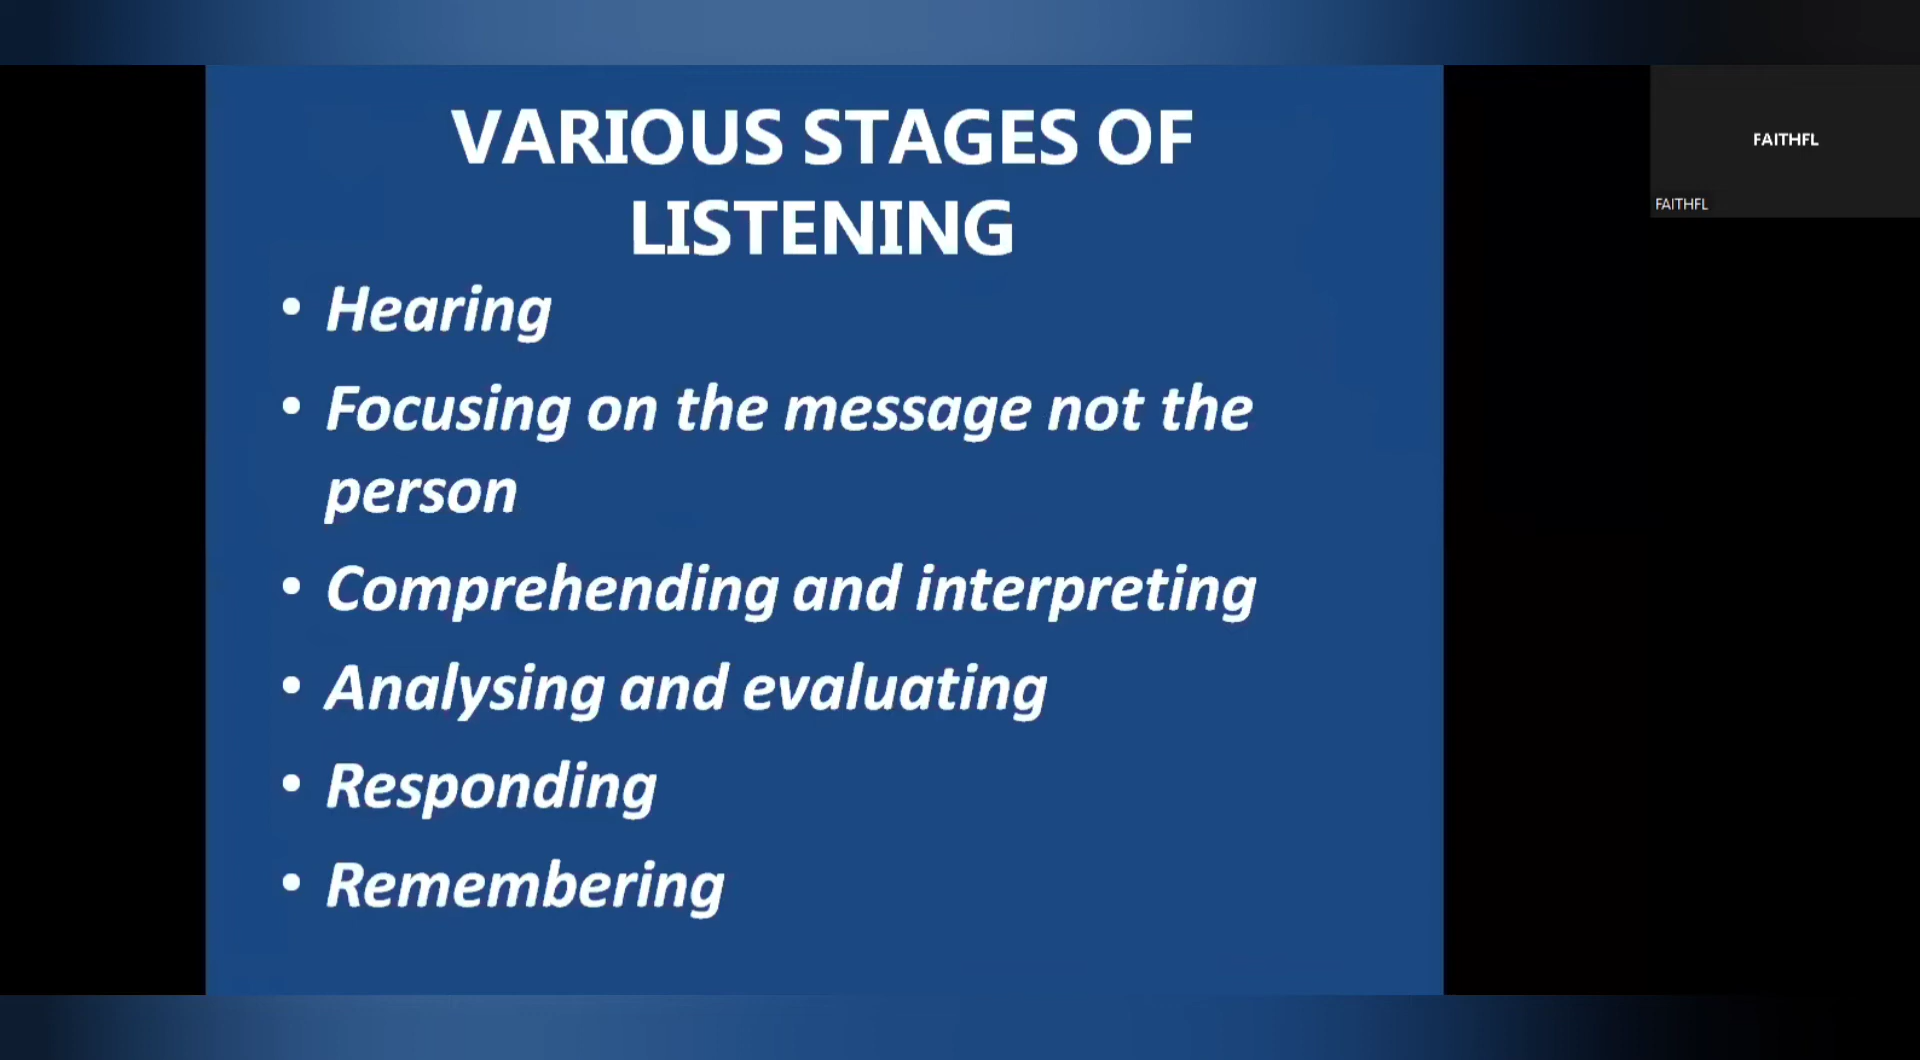 VARIOUS STAGES OF
LISTENING
• Hearing
• Focusing on the message not the
person
• Comprehending and interpreting
• Analysing and evaluating
• Responding
• Remembering
FAITHFL
FAITHFL